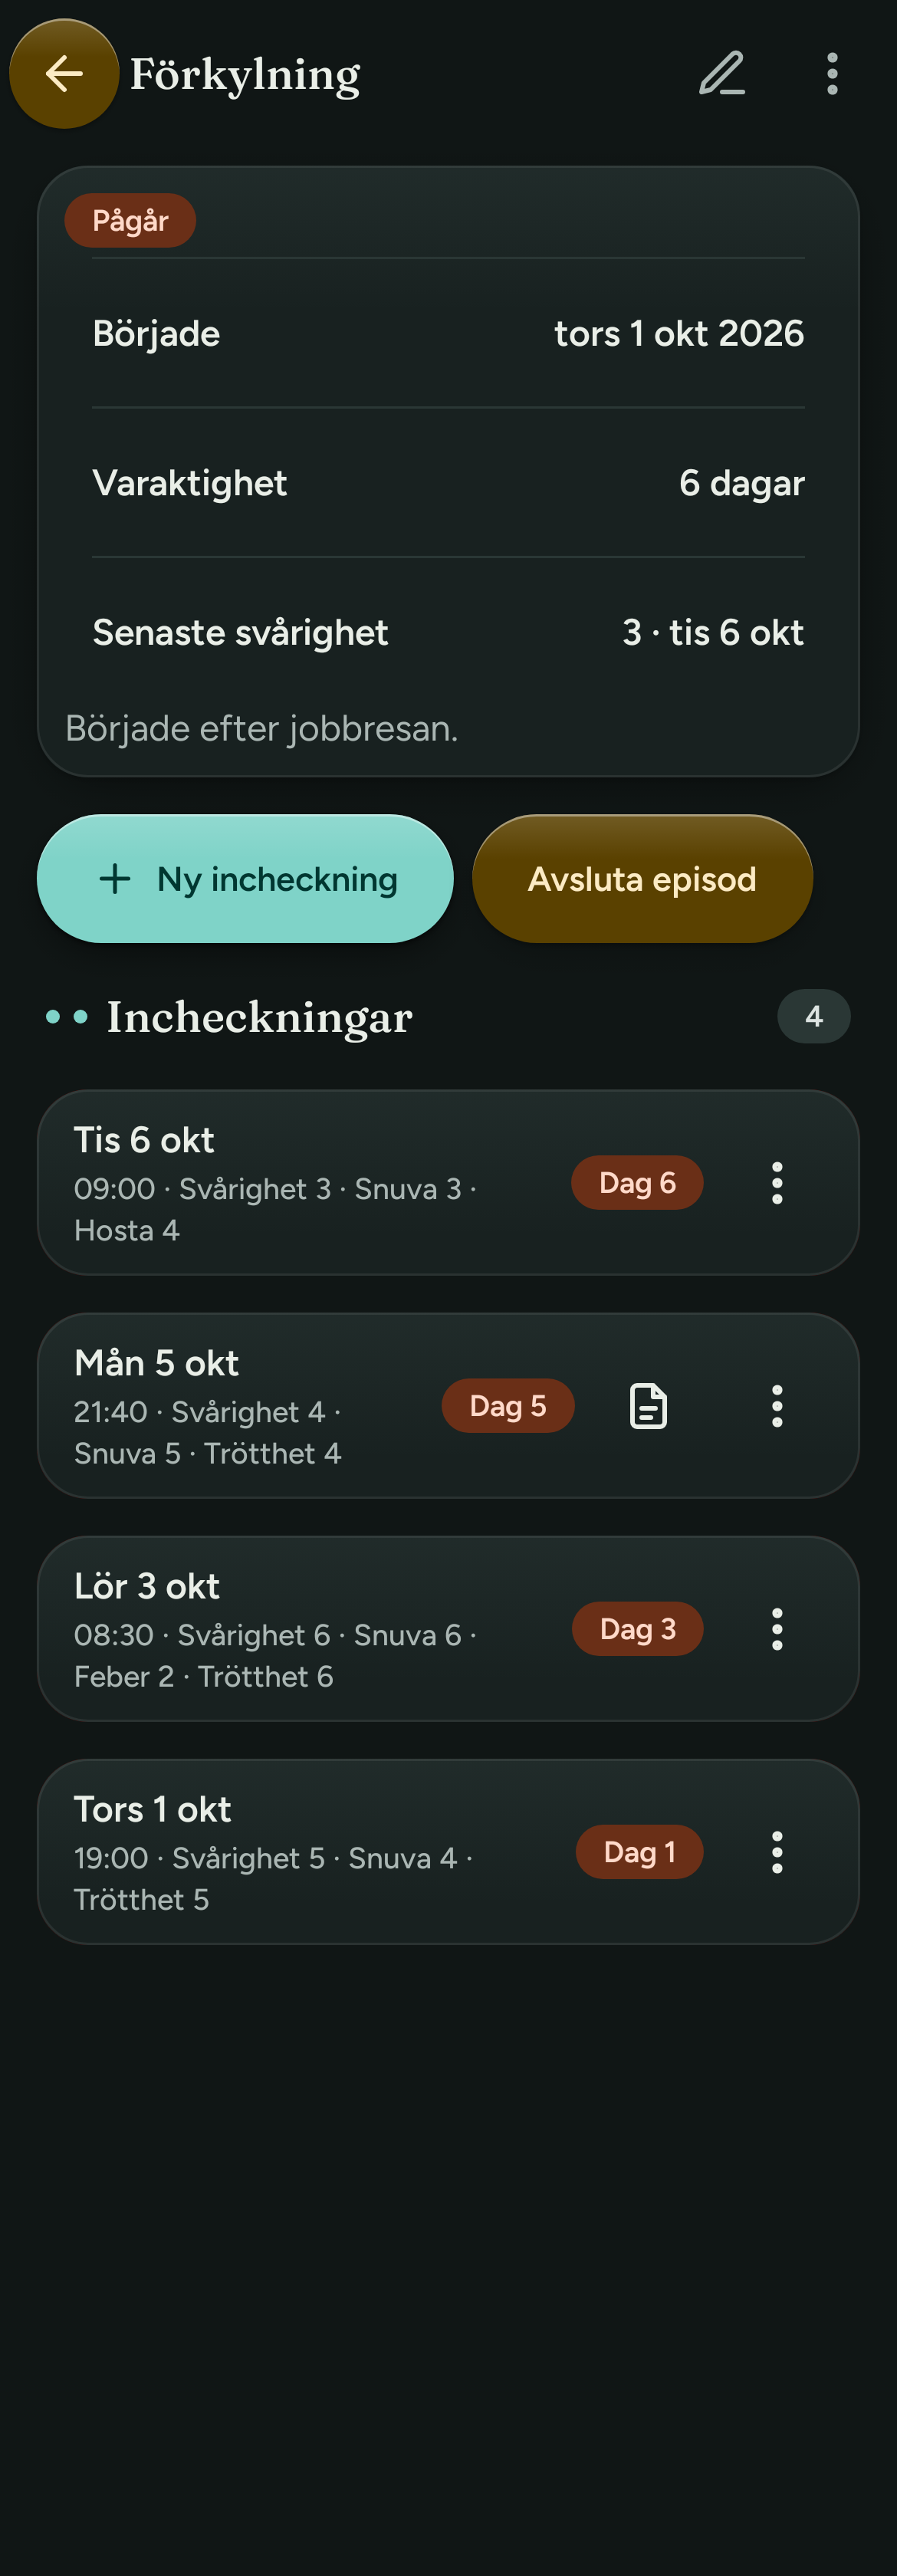 Förkylning
Pågår
Började tors 1 okt 2026
Varaktighet 6 dagar
Senaste svårighet 3 · tis 6 okt
Började efter jobbresan.
Ny incheckning Avsluta episod
Incheckningar 4
Tis 6 okt
09:00 · Svårighet 3 · Snuva 3 ·
Hosta 4
Dag 6
Mån 5 okt
21:40 · Svårighet 4 ·
Snuva 5 · Trötthet 4
Dag 5
Lör 3 okt
08:30 · Svårighet 6 · Snuva 6 ·
Feber 2 · Trötthet 6
Dag 3
Tors 1 okt
19:00 · Svårighet 5 · Snuva 4 ·
Trötthet 5
Dag 1